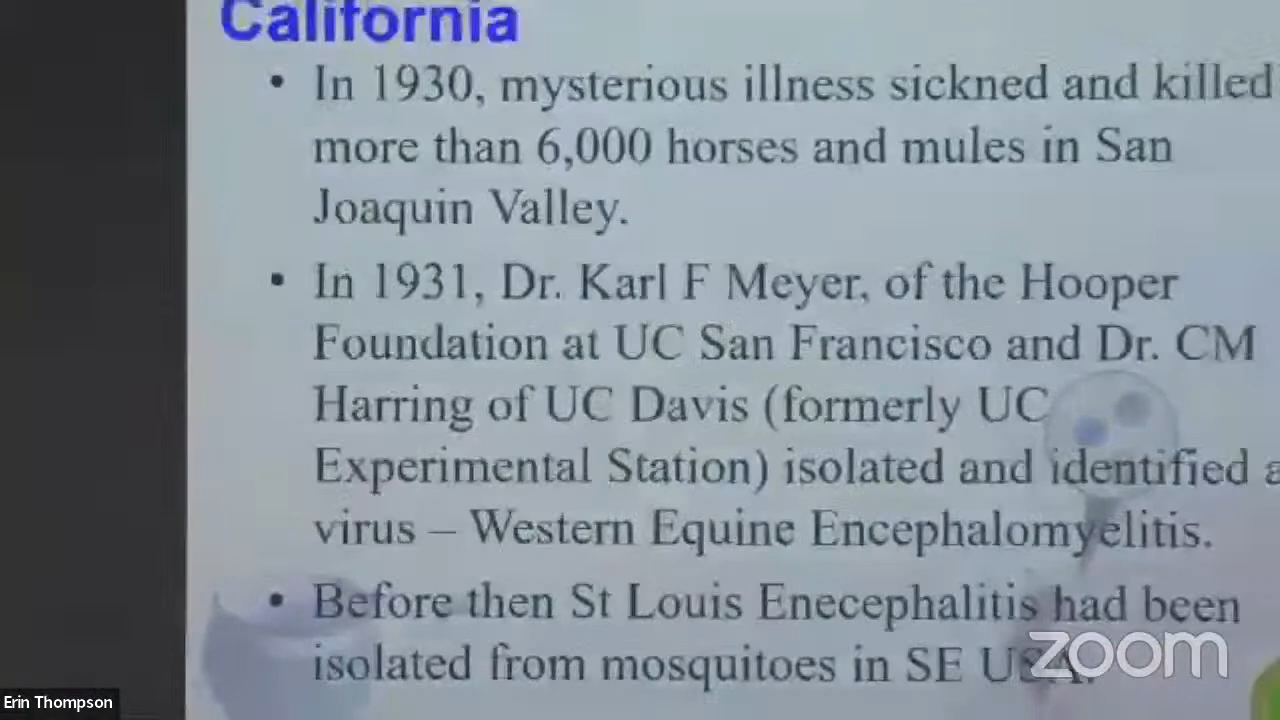 California
• In 1930, mysterious illness sickned and killed
more than 6,000 horses and mules in San
Joaquin Valley.
• In 1931, Dr. Karl F Meyer, of the Hooper
Foundation at UC San Francisco and Dr. CM
Harring of UC Davis (formerly UC
Experimental Station) isolated and identified a
virus – Western Equine Encephalomyelitis.
• Before then St Louis Enecephalitis had been
isolated from mosquitoes in SE USA.
zoom
Erin Thompson